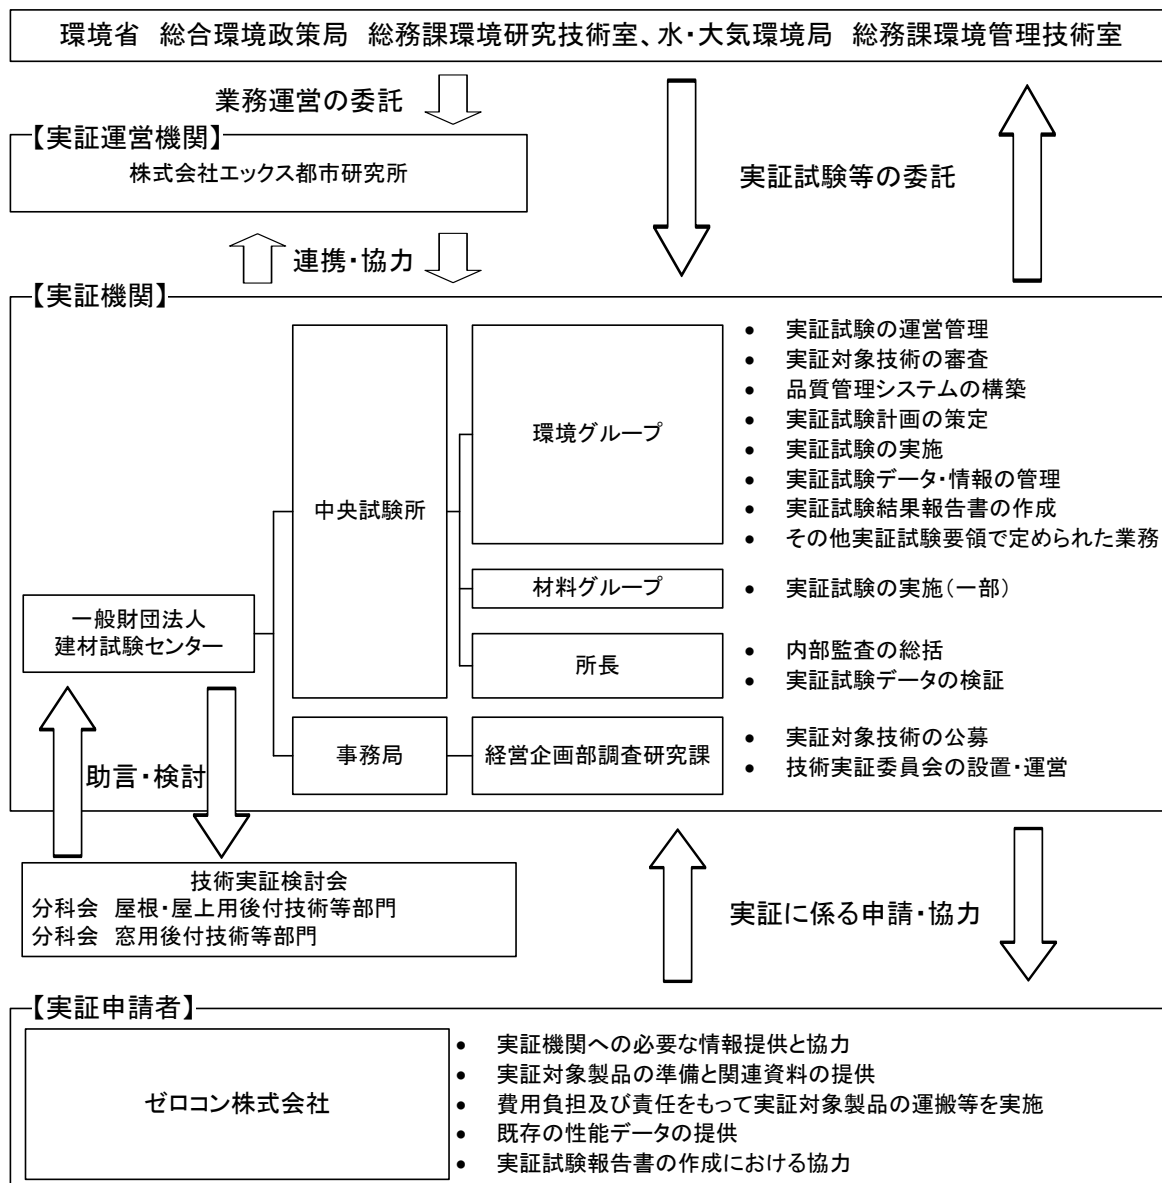 環境省 総合環境政策局 総務課環境研究技術室、水・大気環境局 総務課環境管理技術室
業務運営の委託
【実証運営機関】
株式会社エックス都市研究所
実証試験等の委託
連携・協力
【実証機関】
中央試験所
環境グループ
• 実証試験の運営管理
• 実証対象技術の審査
• 品質管理システムの構築
• 実証試験計画の策定
• 実証試験の実施
• 実証試験データ・情報の管理
• 実証試験結果報告書の作成
• その他実証試験要領で定められた業務
材料グループ
• 実証試験の実施(一部)
一般財団法人
建材試験センター
所長
• 内部監査の総括
• 実証試験データの検証
事務局
経営企画部調査研究課
• 実証対象技術の公募
• 技術実証委員会の設置・運営
助言・検討
技術実証検討会
分科会 屋根・屋上用後付技術等部門
分科会 窓用後付技術等部門
実証に係る申請・協力
【実証申請者】
ゼロコン株式会社
• 実証機関への必要な情報提供と協力
• 実証対象製品の準備と関連資料の提供
• 費用負担及び責任をもって実証対象製品の運搬等を実施
• 既存の性能データの提供
• 実証試験報告書の作成における協力